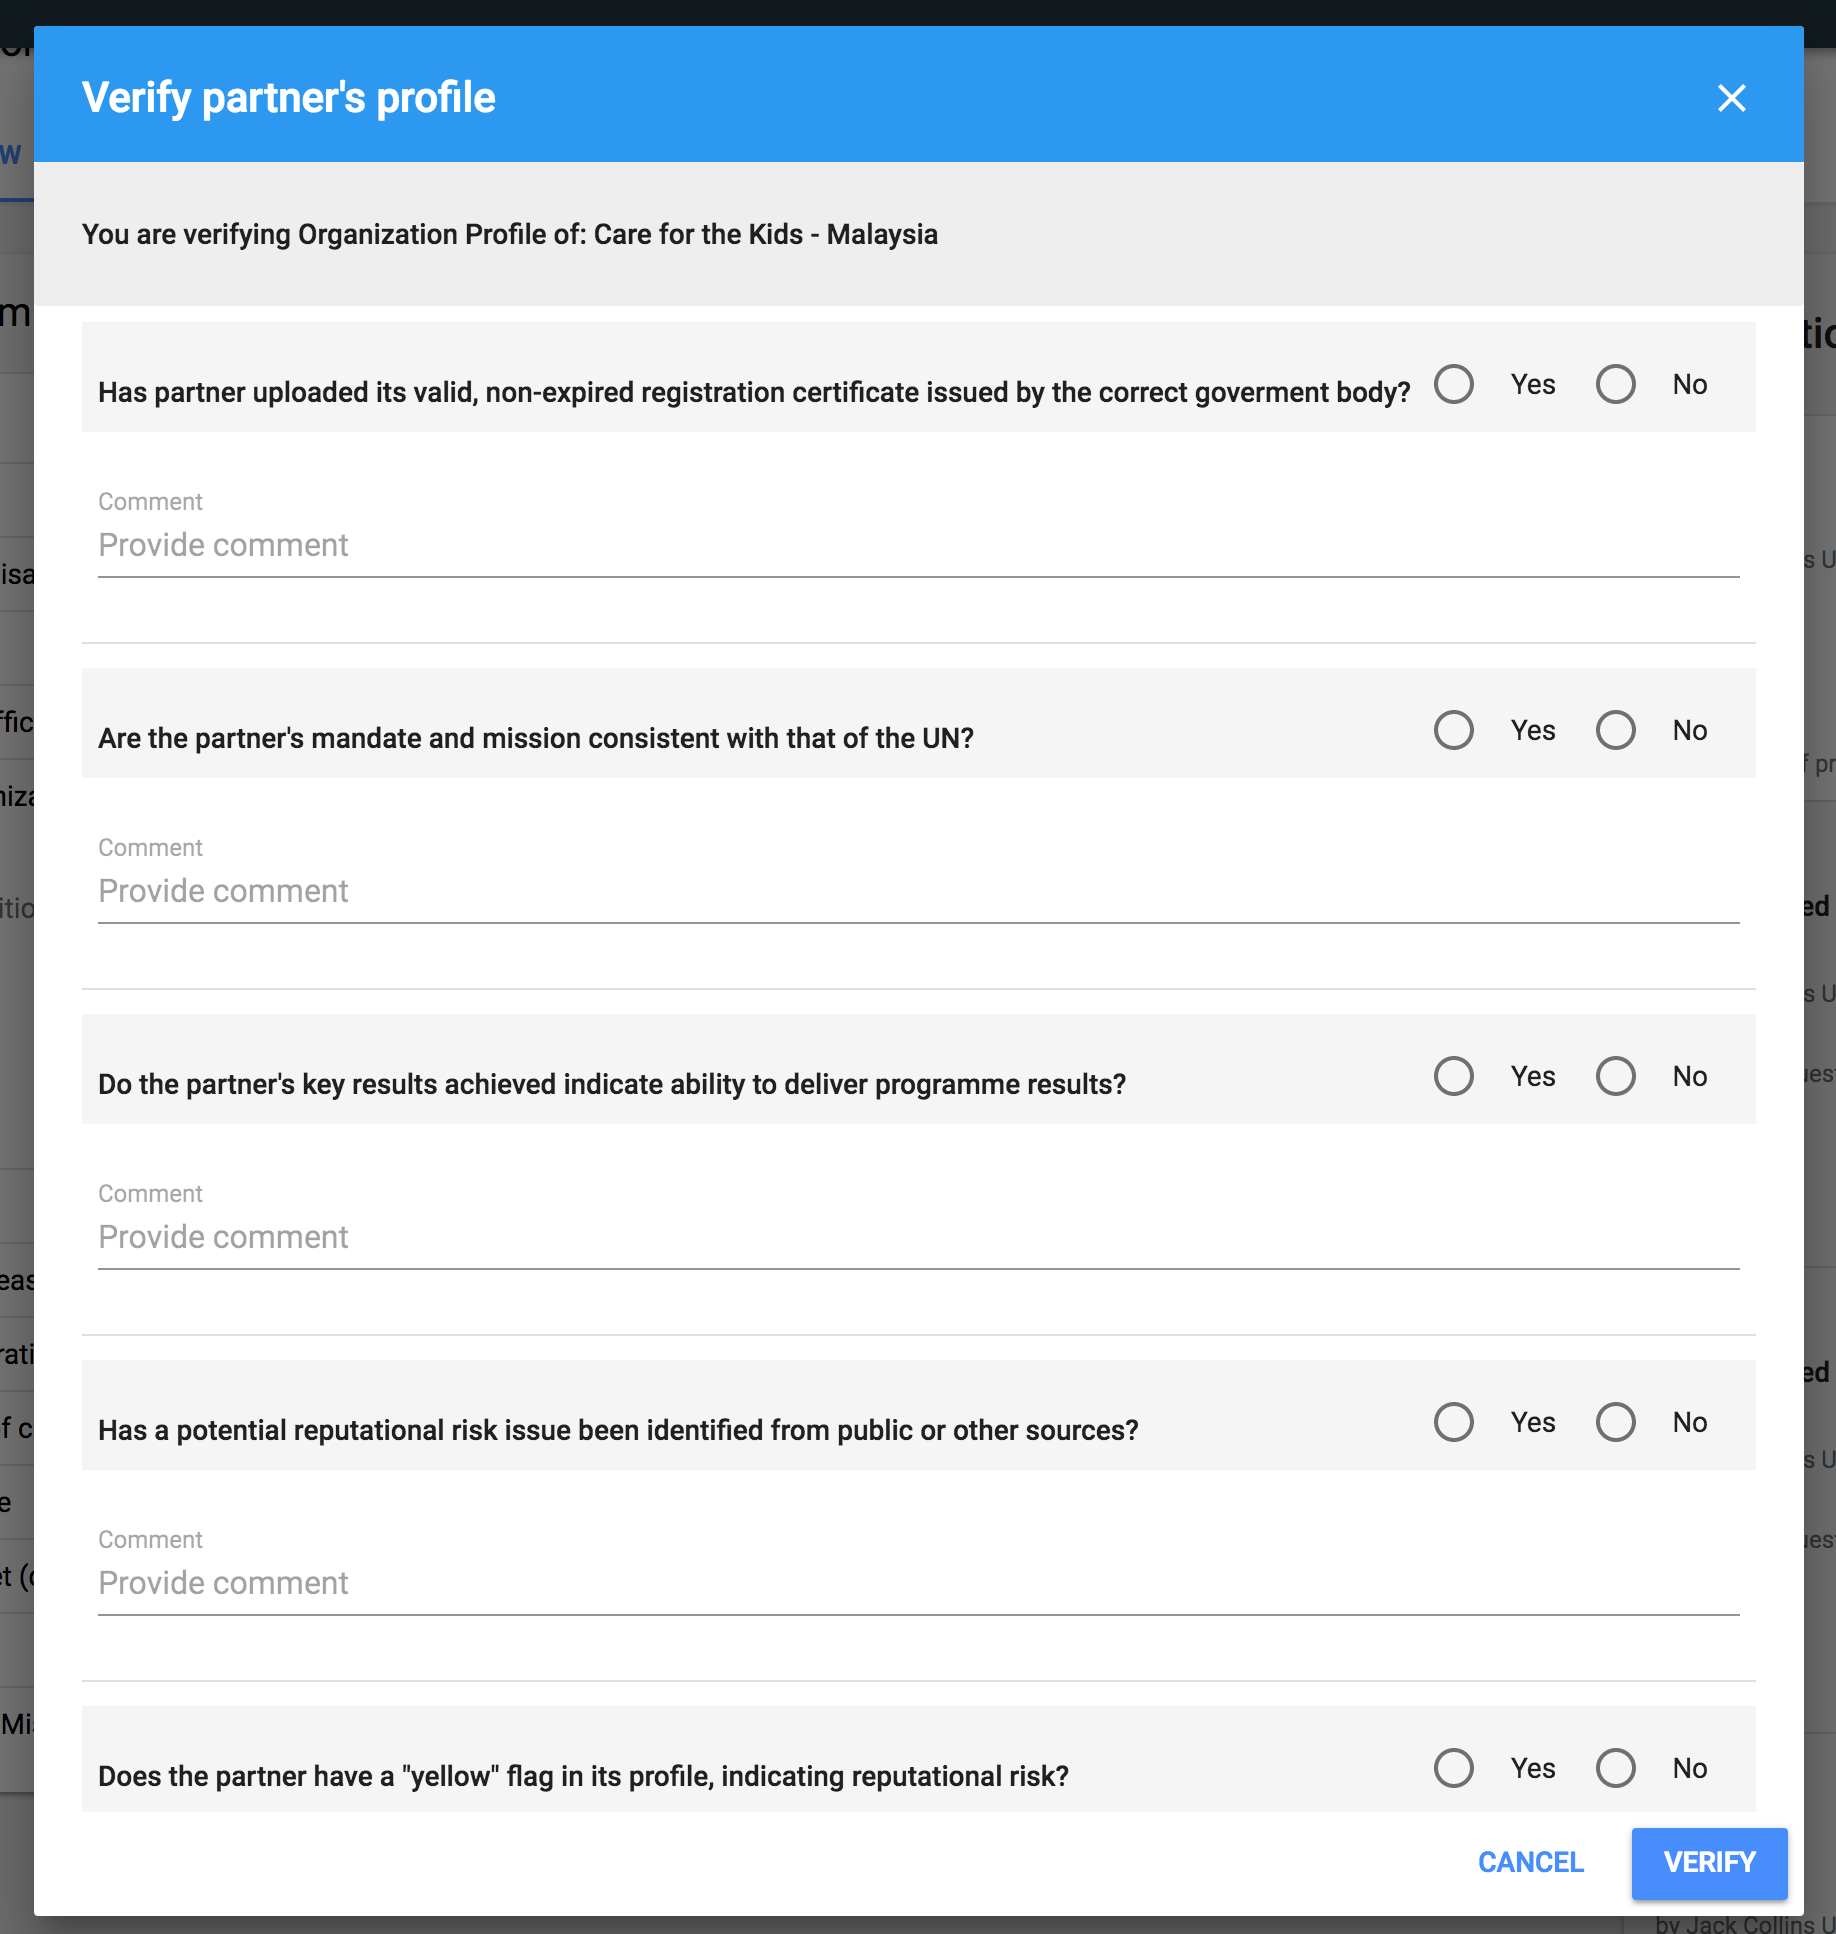 Verify partner's profile
You are verifying Organization Profile of: Care for the Kids - Malaysia
Has partner uploaded its valid, non-expired registration certificate issued by the correct goverment body? Yes No
Comment
Provide comment
Are the partner's mandate and mission consistent with that of the UN? Yes No
Comment
Provide comment
Do the partner's key results achieved indicate ability to deliver programme results? Yes No
Comment
Provide comment
Has a potential reputational risk issue been identified from public or other sources? Yes No
Comment
Provide comment
Does the partner have a "yellow" flag in its profile, indicating reputational risk? Yes No
CANCEL VERIFY
by Jack Collins U